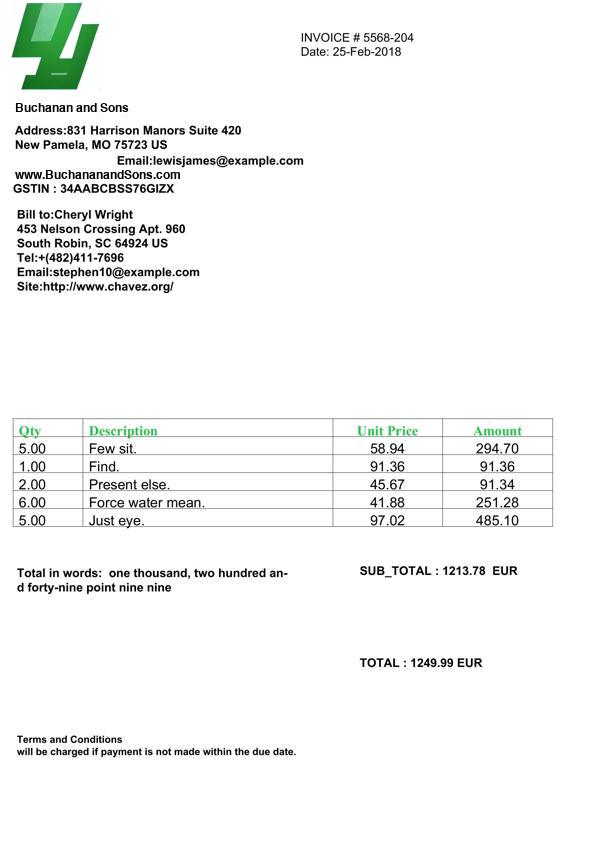 INVOICE # 5568-204
Date: 25-Feb-2018
Buchanan and Sons
Address:831 Harrison Manors Suite 420
New Pamela, MO 75723 US
Email:lewisjames@example.com
www.BuchananandSons.com
GSTIN : 34AABCBSS76GIZX
Bill to:Cheryl Wright
453 Nelson Crossing Apt. 960
South Robin, SC 64924 US
Tel:+(482)411-7696
Email:stephen10@example.com
Site:http://www.chavez.org/
Qty Description Unit Price Amount
5.00 Few sit. 58.94 294.70
1.00 Find. 91.36 91.36
2.00 Present else. 45.67 91.34
6.00 Force water mean. 41.88 251.28
5.00 Just eye. 97.02 485.10
Total in words: one thousand, two hundred an-
d forty-nine point nine nine
SUB_TOTAL : 1213.78 EUR
TOTAL : 1249.99 EUR
Terms and Conditions
will be charged if payment is not made within the due date.